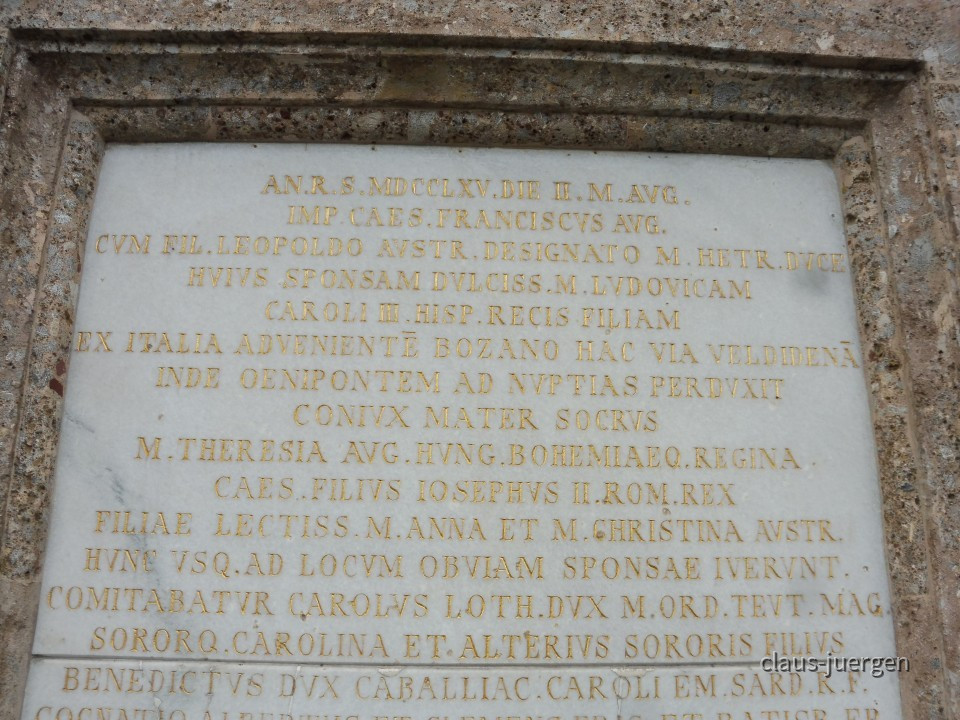 AN.R.S.MDCCLXV.DIE II.M.AVG.
IMP.CAES.FRANCISCVS AVG.
CVM FIL.LEOPOLDO AVSTR.DESIGNATO M.HETR.DVCE
HVIVS SPONSAM DVLCISS.M.LVDOVICAM
CAROLI III.HISP.REGIS FILIAM
EX ITALIA ADVENIENTĒ BOZANO HAC VIA VELDIDENĀ
INDE OENIPONTEM AD NVPTIAS PERDVXIT
CONIVX MATER SOCRVS
M.THERESIA AVG.HVNG.BOHEMIAEQ.REGINA.
CAES.FILIVS IOSEPHVS II.ROM.REX
FILIAE LECTISS.M.ANNA ET M.CHRISTINA AVSTR.
HVNC VSQ.AD LOCVM OBVIAM SPONSAE IVERVNT.
COMITABATVR CAROLVS LOTH.DVX M.ORD.TEVT.MAG.
SORORQ.CAROLINA ET ALTERIVS SORORIS FILIVS
BENEDICTVS DVX CABALLIAC.CAROLI EM.SARD.R.F.
COGNATIO ALBERTVS ET CLEMENS
claus-juergen